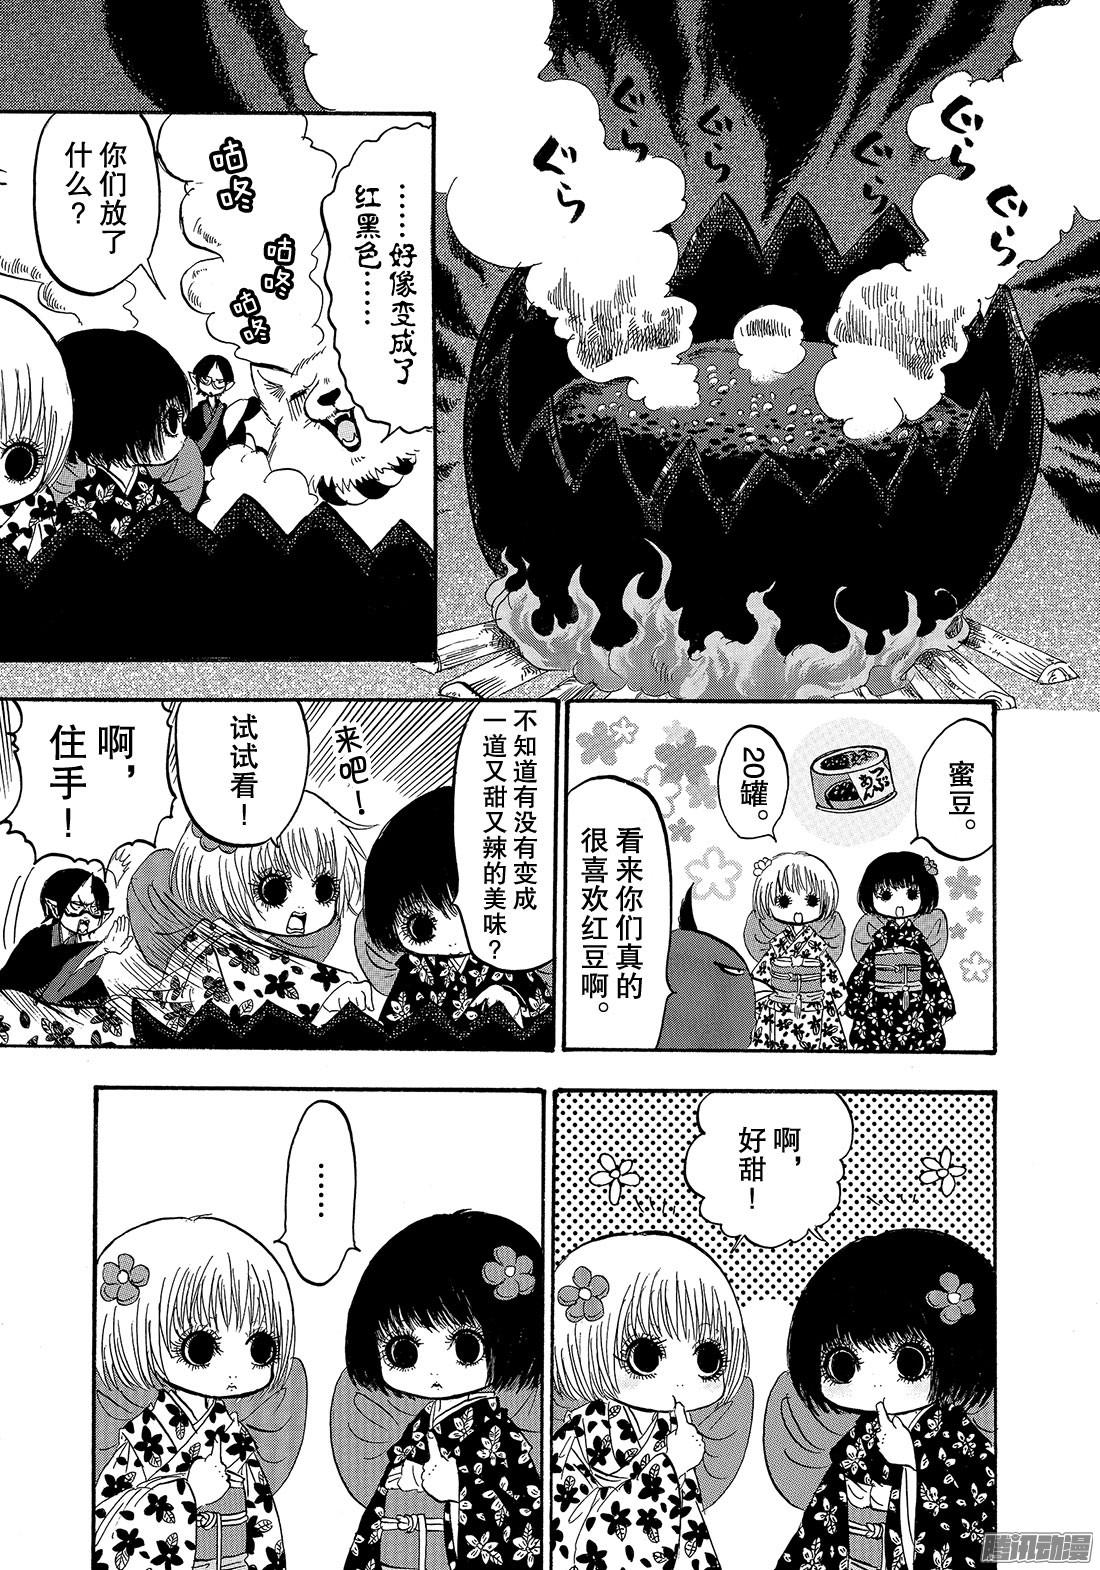 ぐら
ぐら
ぐら
ぐら
ぐら
……好像变成了
红黑色……
咕咚
咕咚
咕咚
你们放了
什么？
蜜豆。
つぶ
あん
20罐。
看来你们真的
很喜欢红豆啊。
不知道有没有变成
一道又甜又辣的美味？
来吧！
试试看！
啊，
住手！
啊，
好甜！
……
腾讯动漫